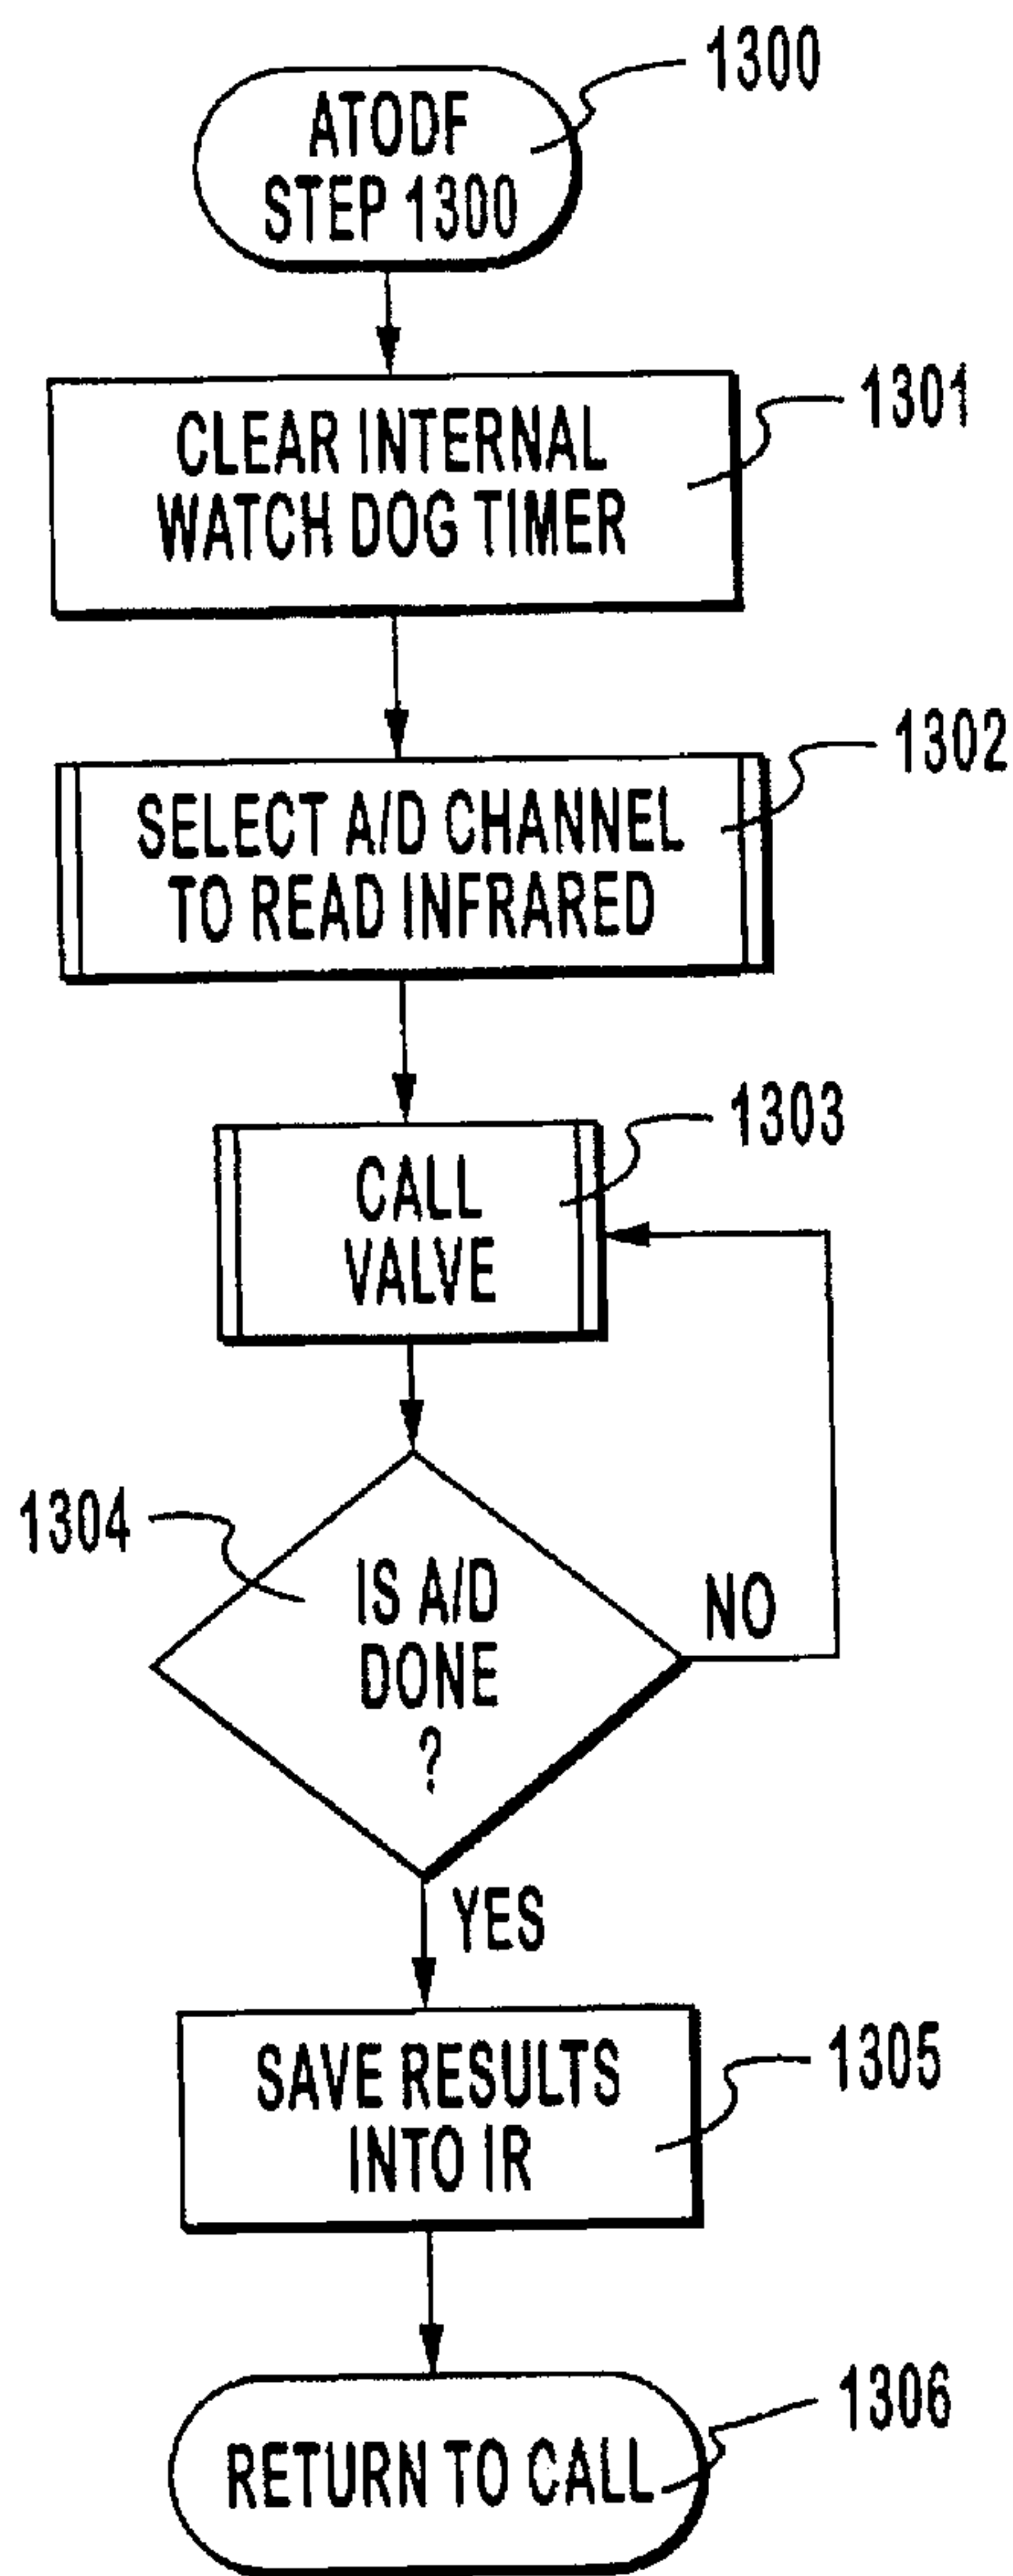 1300
ATODF
STEP 1300
1301
CLEAR INTERNAL
WATCH DOG TIMER
1302
SELECT A/D CHANNEL
TO READ INFRARED
1303
CALL
VALVE
1304
IS A/D
DONE
?
NO
YES
1305
SAVE RESULTS
INTO IR
1306
RETURN TO CALL